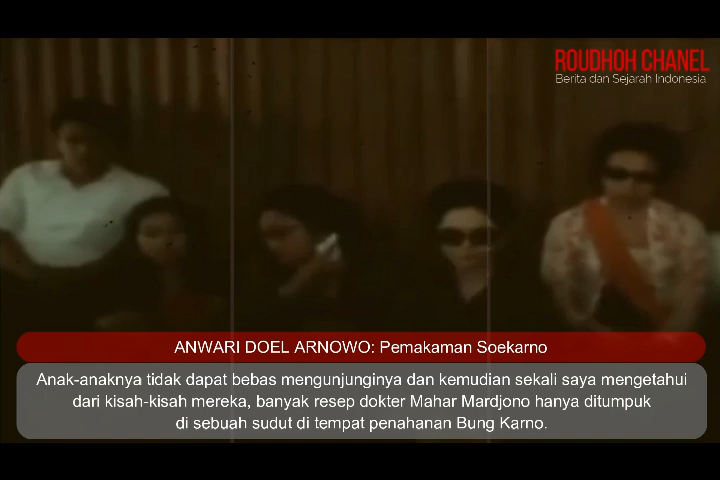 ROUDHOH CHANEL
Berita dan Sejarah Indonesia
ANWARI DOEL ARNOWO: Pemakaman Soekarno
Anak-anaknya tidak dapat bebas mengunjunginya dan kemudian sekali saya mengetahui
dari kisah-kisah mereka, banyak resep dokter Mahar Mardjono hanya ditumpuk
di sebuah sudut di tempat penahanan Bung Karno.